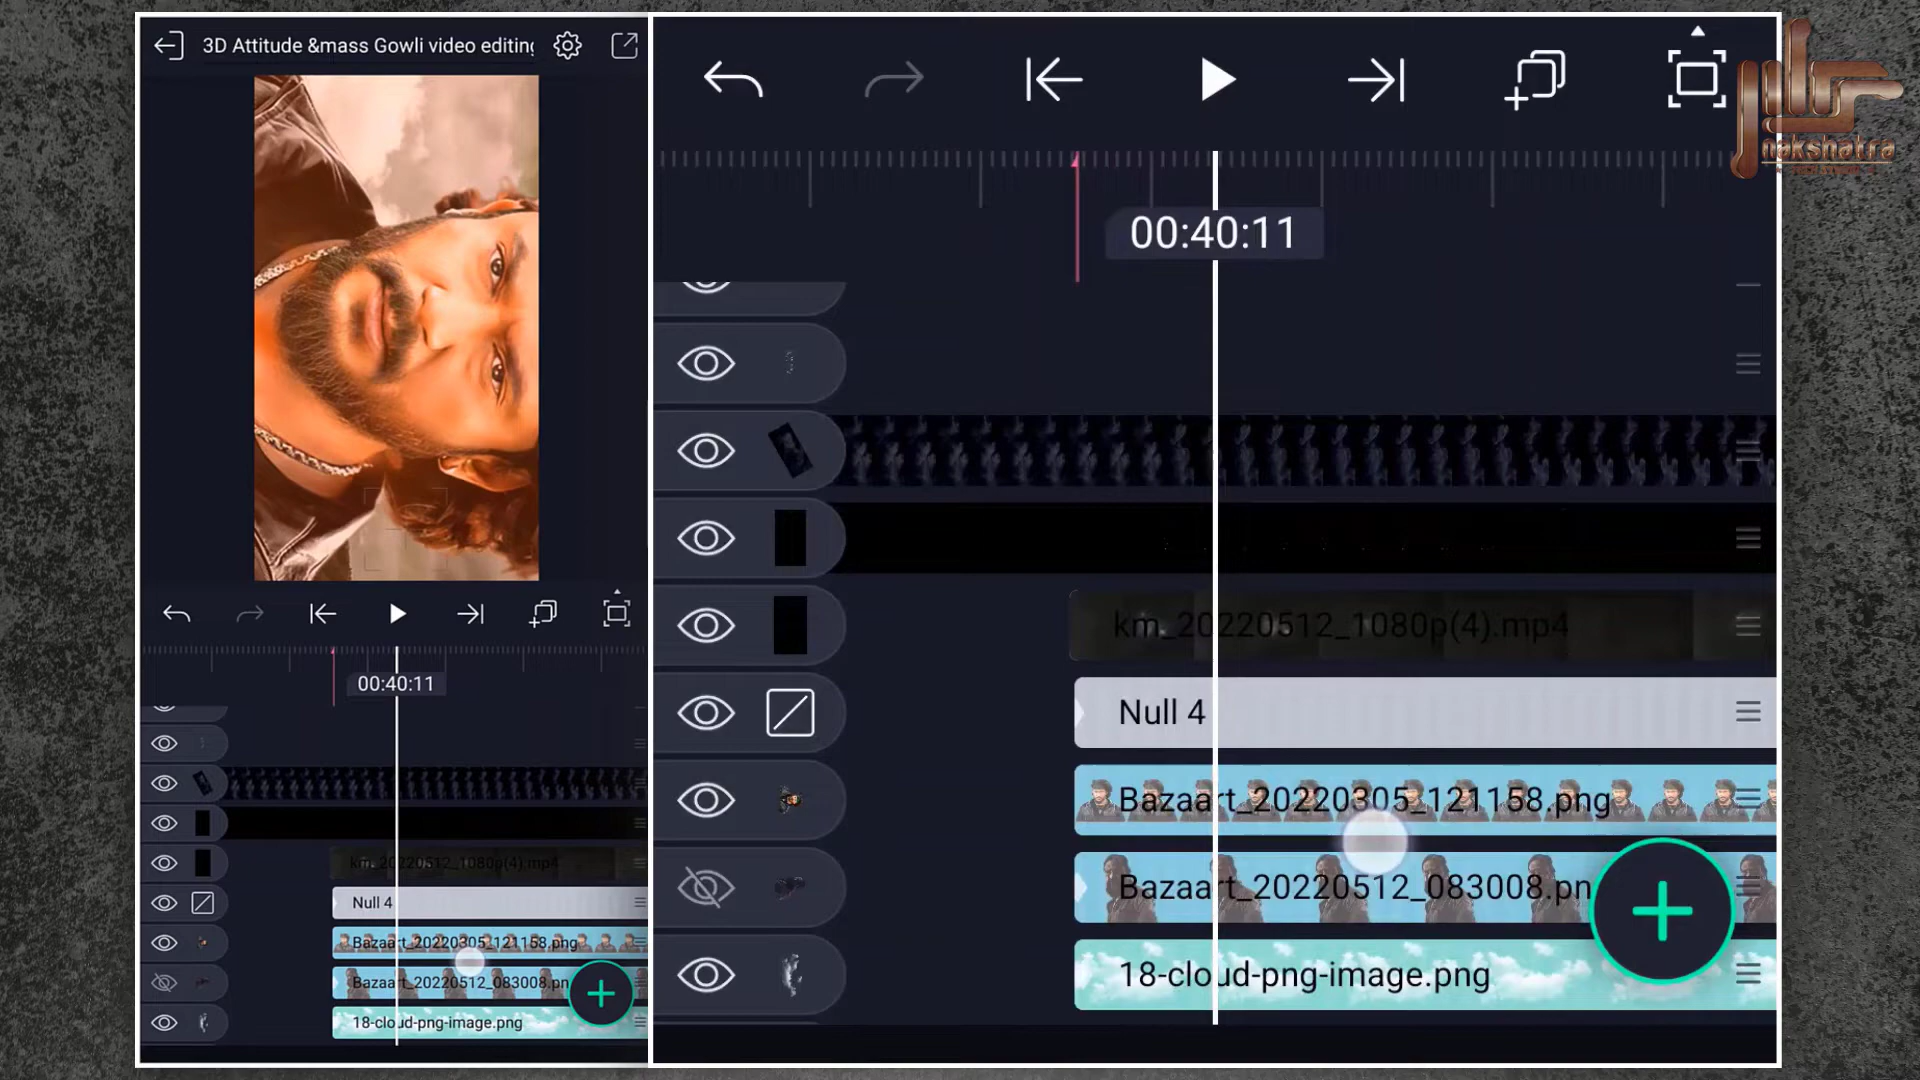 3D Attitude &mass Gowli video editing
00:40:11
km_20220512_1080p(4).mp4
Null 4
Bazaart_20220305_121158.png
Bazaart_20220512_083008.pn
18-cloud-png-image.png
00:40:11
km_20220512_1080p(4).mp4
Null 4
Bazaart_20220305_121158.png
Bazaart_20220512_083008.pn
18-cloud-png-image.png
nakshatra